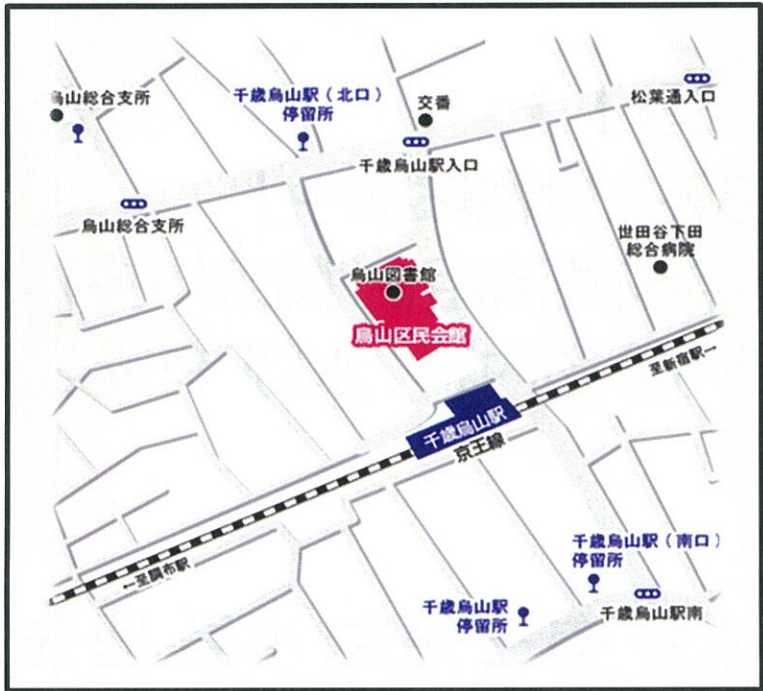 烏山総合支所
千歳烏山駅（北口）
停留所
交番
松葉通入口
千歳烏山駅入口
烏山総合支所
世田谷下田
総合病院
烏山図書館
烏山区民会館
至新宿駅→
千歳烏山駅
京王線
←至調布駅
千歳烏山駅（南口）
停留所
千歳烏山駅
停留所
千歳烏山駅南